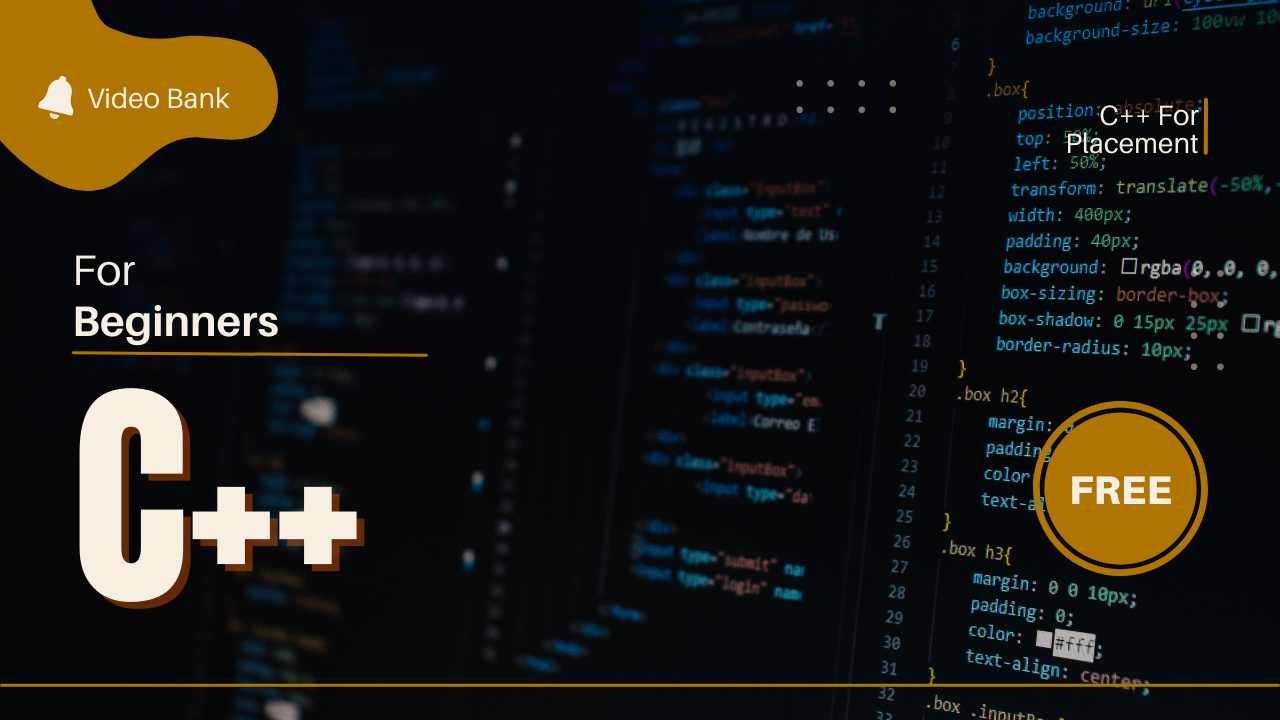 Video Bank
C++ For
Placement
For
Beginners
C++
FREE
href="
class="
class="inputBox">
input type="text"
label Nombre de Us
class="inputBox">
input type="passwo
label Contraseña
class="inputBox">
input type="em
label Correo E
class="inputBox">
input type="da
input type="submit" na
input type="login" name
background:
6 background-size: 100vw 10
7 }
8 .box{
9 position: absolute;
10 top: 50%;
11 left: 50%;
12 transform: translate(-50%,
13 width: 400px;
14 padding: 40px;
15 background: rgba(0, 0, 0,
16 box-sizing: border-box;
17 box-shadow: 0 15px 25px
18 border-radius: 10px;
19 }
20 .box h2{
21 margin:
22 padding
23 color
24 text-al
25 }
26 .box h3{
27 margin: 0 0 10px;
28 padding: 0;
29 color: #fff;
30 text-align: center;
31 }
32 .box .inputBo
33